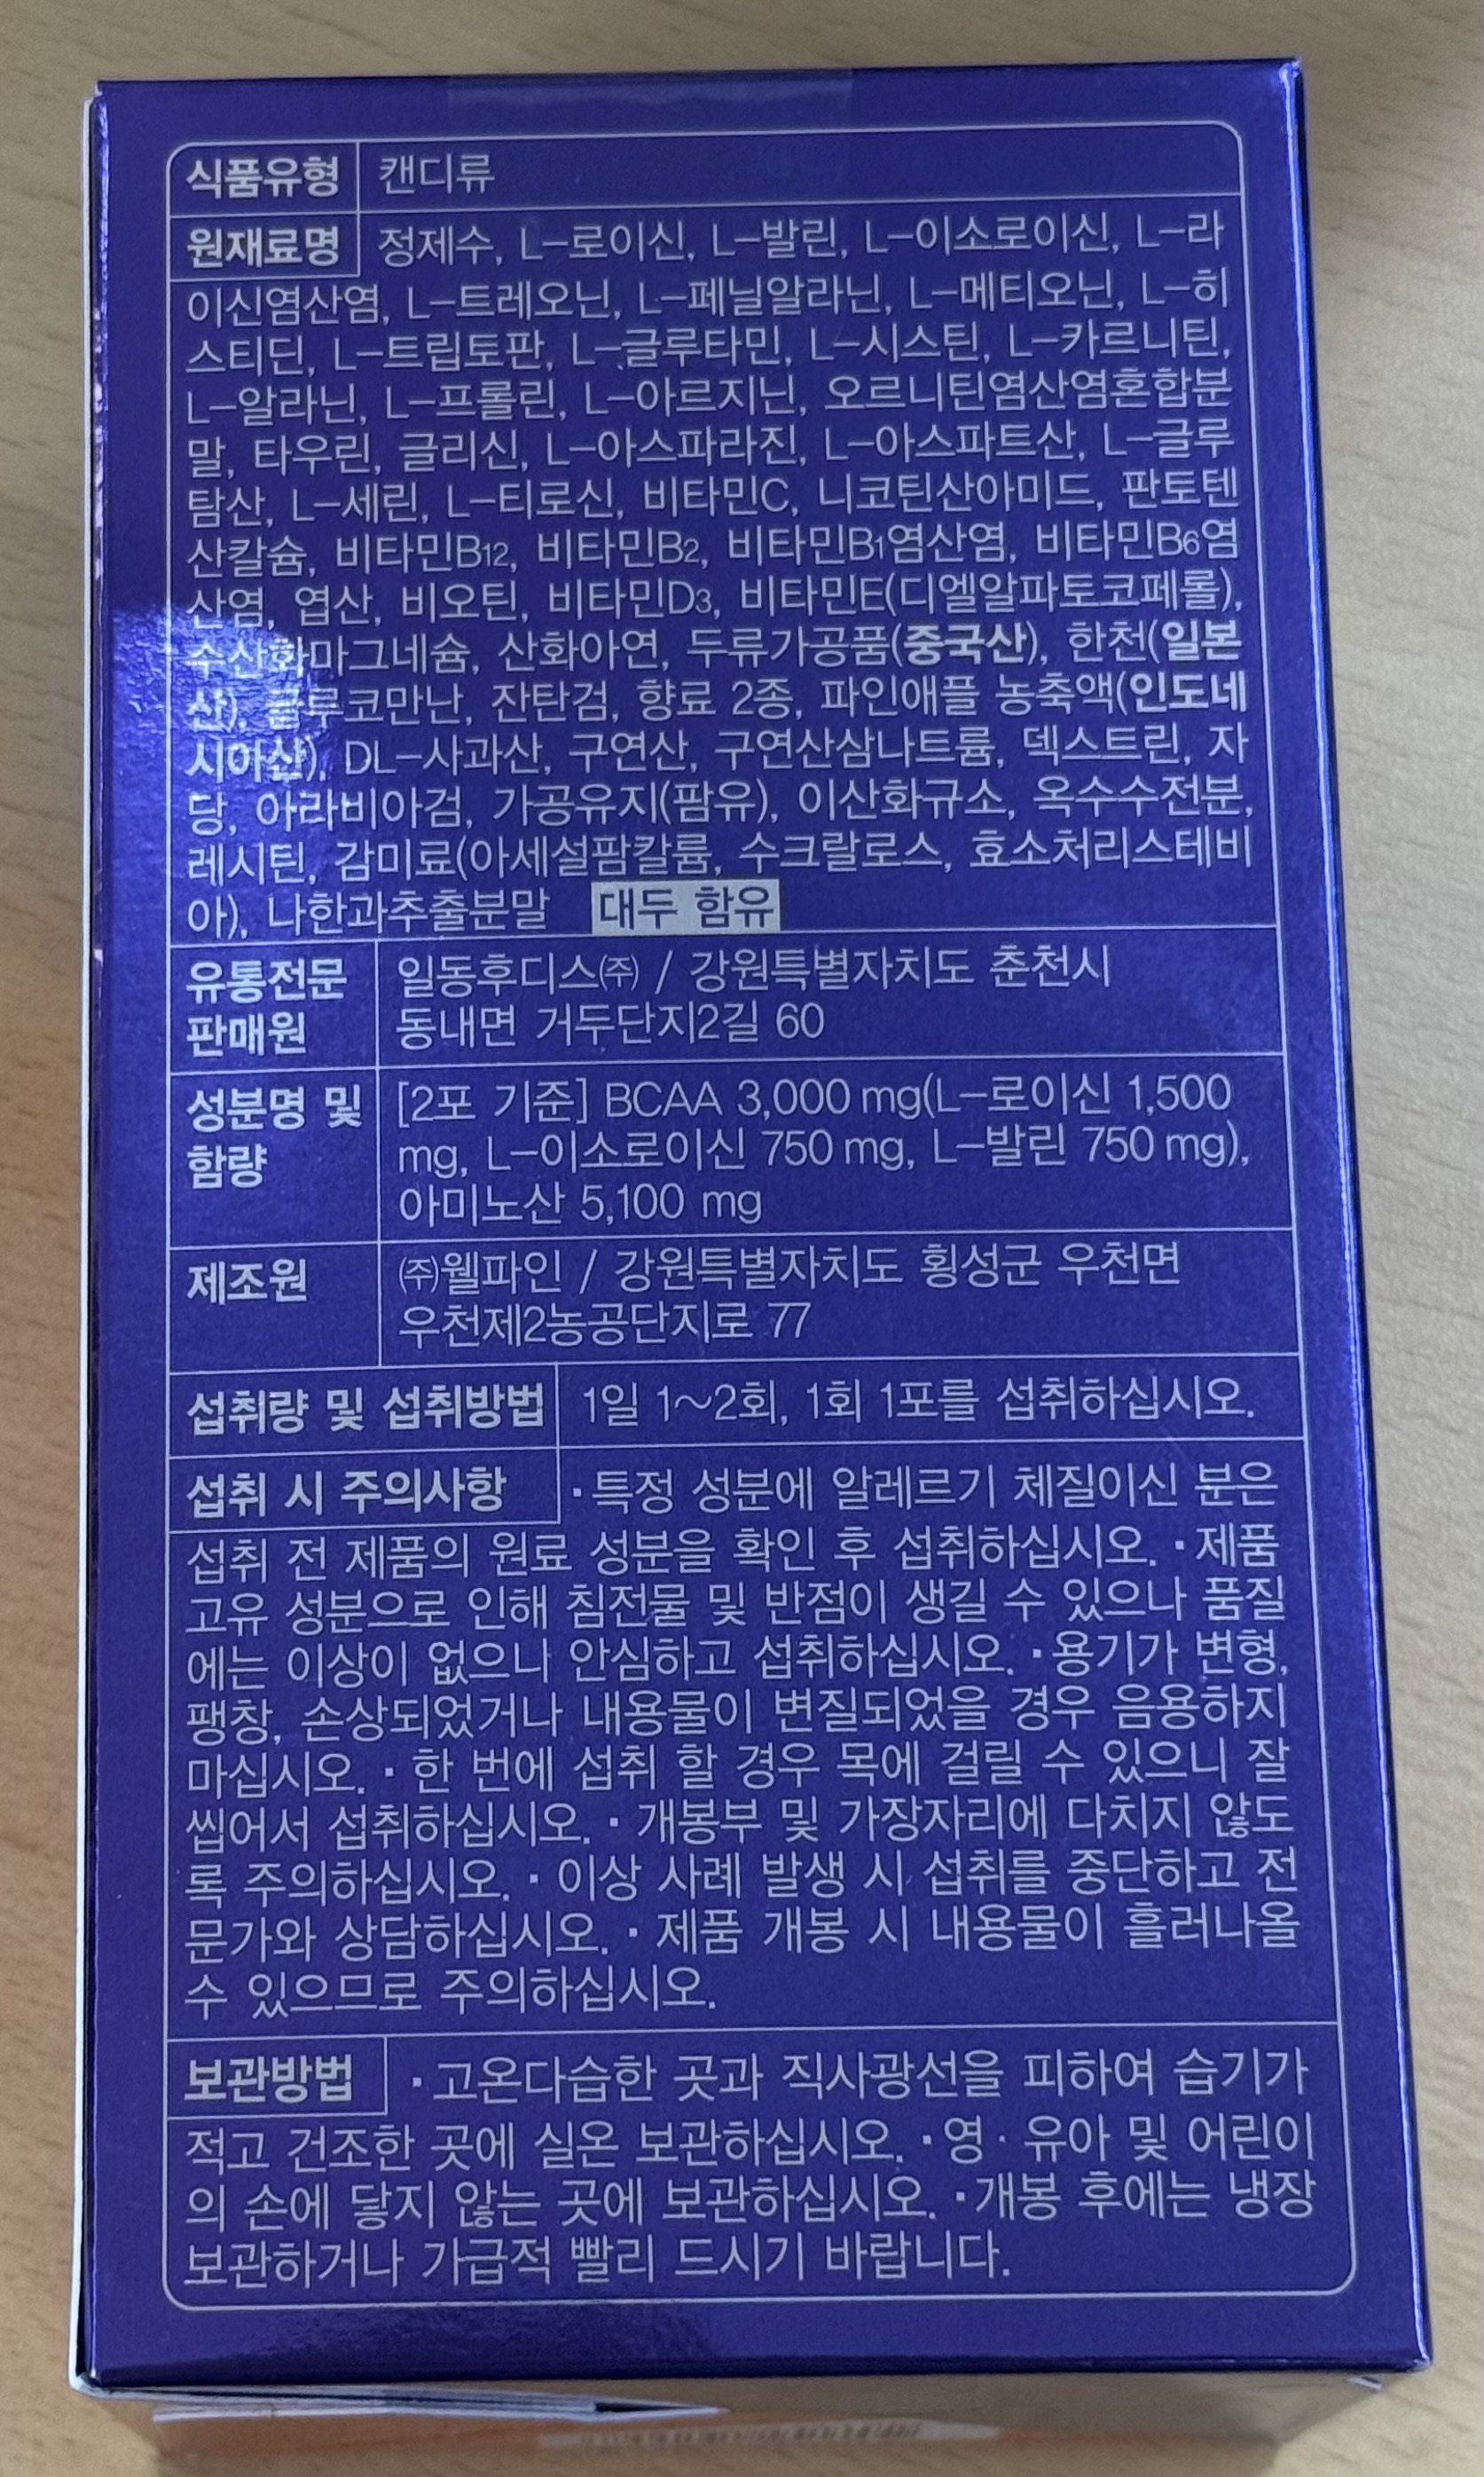 식품유형 캔디류
원재료명 정제수, L-로이신, L-발린, L-이소로이신, L-라
이신염산염, L-트레오닌, L-페닐알라닌, L-메티오닌, L-히
스티딘, L-트립토판, L-글루타민, L-시스틴, L-카르니틴,
L-알라닌, L-프롤린, L-아르지닌, 오르니틴염산염혼합분
말, 타우린, 글리신, L-아스파라진, L-아스파트산, L-글루
탐산, L-세린, L-티로신, 비타민C, 니코틴산아미드, 판토텐
산칼슘, 비타민B12, 비타민B2, 비타민B1염산염, 비타민B6염
산염, 엽산, 비오틴, 비타민D3, 비타민E(디엘알파토코페롤),
수산화마그네슘, 산화아연, 두류가공품(중국산), 한천(일본
산), 글루코만난, 잔탄검, 향료 2종, 파인애플 농축액(인도네
시아산), DL-사과산, 구연산, 구연산삼나트륨, 덱스트린, 자
당, 아라비아검, 가공유지(팜유), 이산화규소, 옥수수전분,
레시틴, 감미료(아세설팜칼륨, 수크랄로스, 효소처리스테비
아), 나한과추출분말 대두 함유
유통전문 일동후디스㈜ / 강원특별자치도 춘천시
판매원 동내면 거두단지2길 60
성분명 및 [2포 기준] BCAA 3,000 mg(L-로이신 1,500
함량 mg, L-이소로이신 750 mg, L-발린 750 mg),
아미노산 5,100 mg
제조원 ㈜웰파인 / 강원특별자치도 횡성군 우천면
우천제2농공단지로 77
섭취량 및 섭취방법 1일 1~2회, 1회 1포를 섭취하십시오.
섭취 시 주의사항 ·특정 성분에 알레르기 체질이신 분은
섭취 전 제품의 원료 성분을 확인 후 섭취하십시오. ·제품
고유 성분으로 인해 침전물 및 반점이 생길 수 있으나 품질
에는 이상이 없으니 안심하고 섭취하십시오. ·용기가 변형,
팽창, 손상되었거나 내용물이 변질되었을 경우 음용하지
마십시오. · 한 번에 섭취 할 경우 목에 걸릴 수 있으니 잘
씹어서 섭취하십시오. · 개봉부 및 가장자리에 다치지 않도
록 주의하십시오. · 이상 사례 발생 시 섭취를 중단하고 전
문가와 상담하십시오. · 제품 개봉 시 내용물이 흘러나올
수 있으므로 주의하십시오.
보관방법 ·고온다습한 곳과 직사광선을 피하여 습기가
적고 건조한 곳에 실온 보관하십시오. ·영· 유아 및 어린이
의 손에 닿지 않는 곳에 보관하십시오. ·개봉 후에는 냉장
보관하거나 가급적 빨리 드시기 바랍니다.